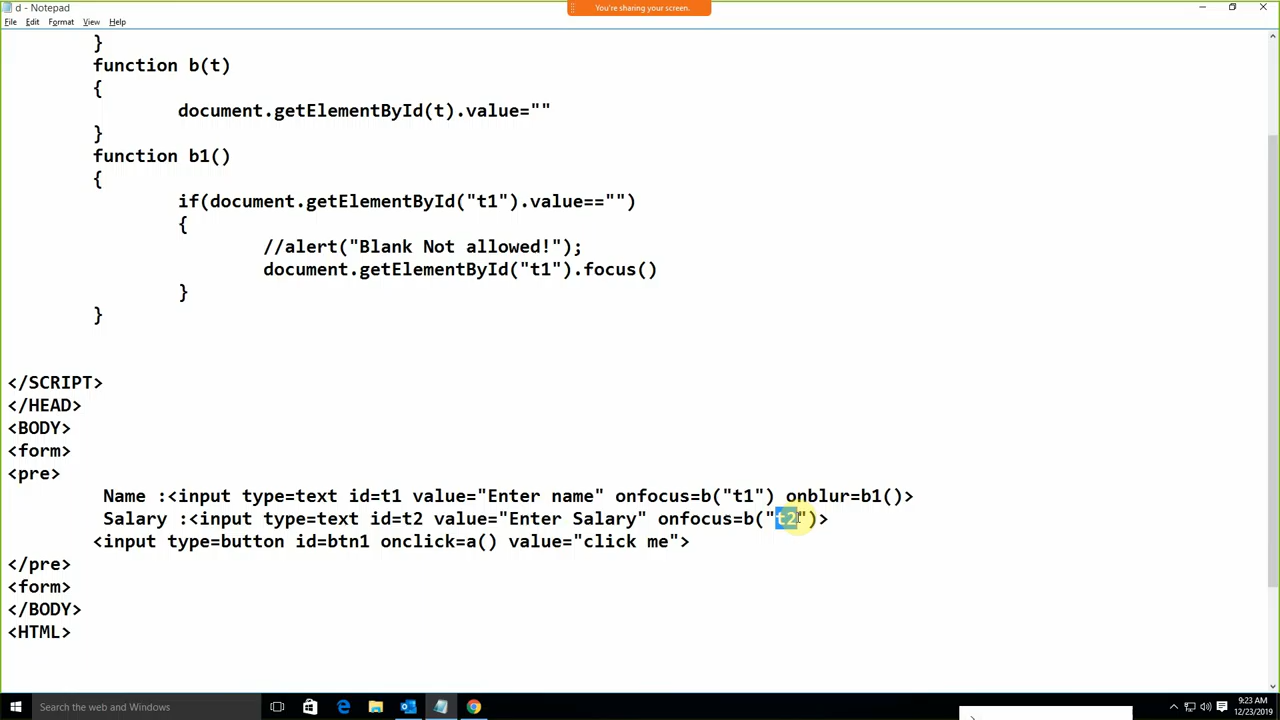 d - Notepad
You're sharing your screen.
File Edit Format View Help
}
function b(t)
{
document.getElementById(t).value=""
}
function b1()
{
if(document.getElementById("t1").value=="")
{
//alert("Blank Not allowed!");
document.getElementById("t1").focus()
}
}
</SCRIPT>
</HEAD>
<BODY>
<form>
<pre>
Name :<input type=text id=t1 value="Enter name" onfocus=b("t1") onblur=b1()>
Salary :<input type=text id=t2 value="Enter Salary" onfocus=b("t2")>
<input type=button id=btn1 onclick=a() value="click me">
</pre>
<form>
</BODY>
<HTML>
Search the web and Windows
9:23 AM
12/23/2019